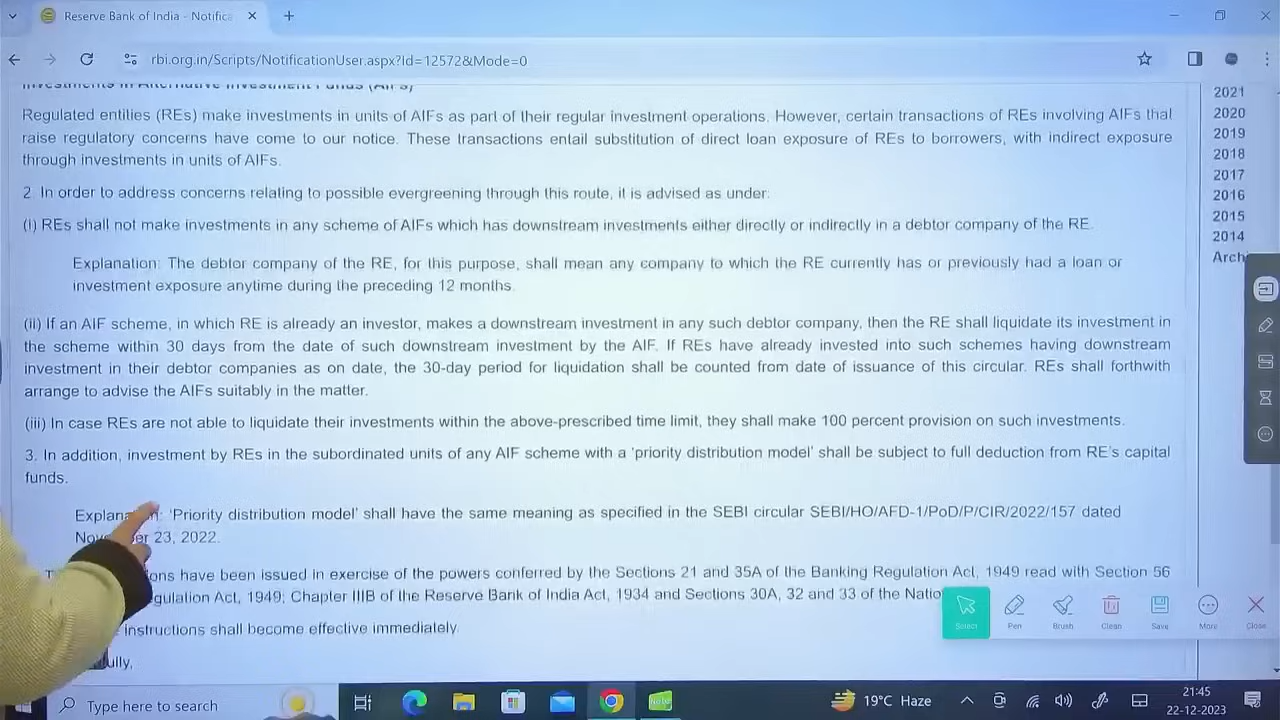 Reserve Bank of India - Notifica
rbi.org.in/Scripts/NotificationUser.aspx?Id=12572&Mode=0
Investments in Alternative Investment Funds (AIFs)
Regulated entities (REs) make investments in units of AIFs as part of their regular investment operations. However, certain transactions of REs involving AIFs that
raise regulatory concerns have come to our notice. These transactions entail substitution of direct loan exposure of REs to borrowers, with indirect exposure
through investments in units of AIFs.
2. In order to address concerns relating to possible evergreening through this route, it is advised as under:
(i) REs shall not make investments in any scheme of AIFs which has downstream investments either directly or indirectly in a debtor company of the RE.
Explanation: The debtor company of the RE, for this purpose, shall mean any company to which the RE currently has or previously had a loan or
investment exposure anytime during the preceding 12 months.
(ii) If an AIF scheme, in which RE is already an investor, makes a downstream investment in any such debtor company, then the RE shall liquidate its investment in
the scheme within 30 days from the date of such downstream investment by the AIF. If REs have already invested into such schemes having downstream
investment in their debtor companies as on date, the 30-day period for liquidation shall be counted from date of issuance of this circular. REs shall forthwith
arrange to advise the AIFs suitably in the matter.
(iii) In case REs are not able to liquidate their investments within the above-prescribed time limit, they shall make 100 percent provision on such investments.
3. In addition, investment by REs in the subordinated units of any AIF scheme with a 'priority distribution model' shall be subject to full deduction from RE's capital
funds.
'Priority distribution model' shall have the same meaning as specified in the SEBI circular SEBI/HO/AFD-1/PoD/P/CIR/2022/157 dated
23, 2022.
have been issued in exercise of the powers conferred by the Sections 21 and 35A of the Banking Regulation Act, 1949 read with Section 56
Act, 1949; Chapter IIIB of the Reserve Bank of India Act, 1934 and Sections 30A, 32 and 33 of the Natio
instructions shall become effective immediately.
2021
2020
2019
2018
2017
2016
2015
2014
Archi
Select
Pen
Brush
Clean
Save
More
Close
Type here to search
Note
19°C Haze
21:45
22-12-2023